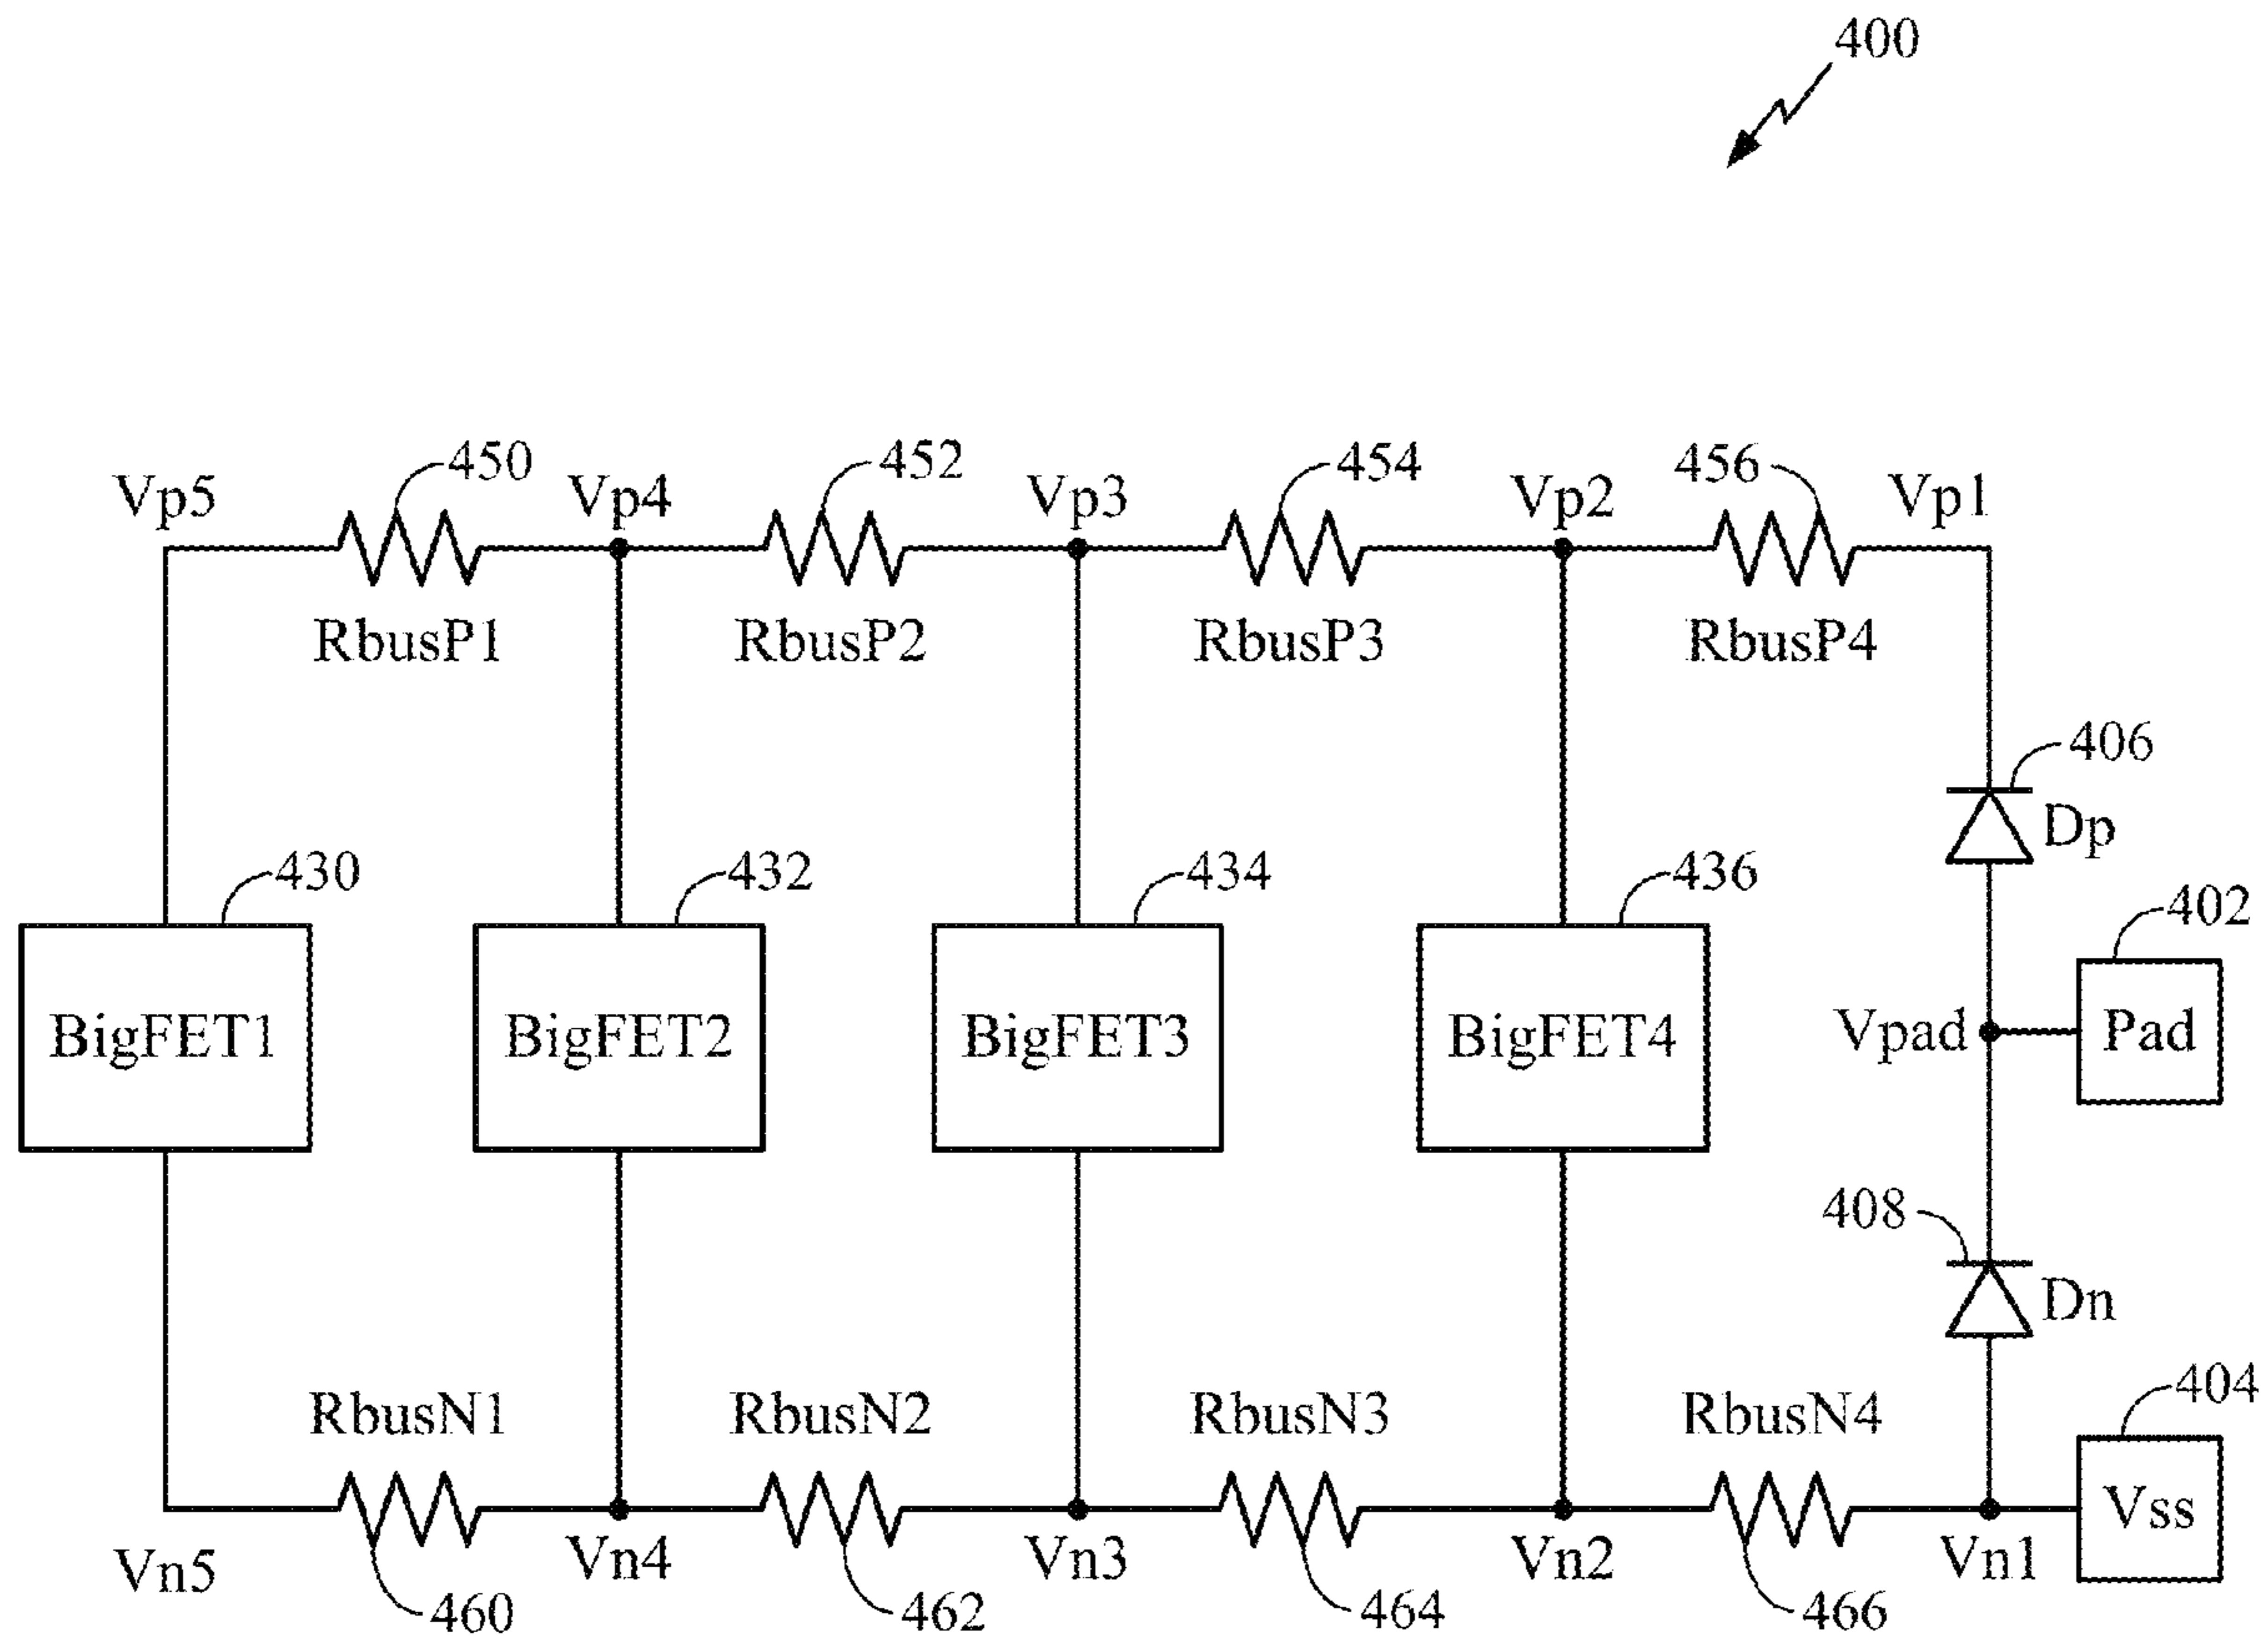 400
450
452
454
456
Vp5
Vp4
Vp3
Vp2
Vp1
RbusP1
RbusP2
RbusP3
RbusP4
406
Dp
430
432
434
436
402
BigFET1
BigFET2
BigFET3
BigFET4
Vpad
Pad
408
Dn
404
RbusN1
RbusN2
RbusN3
RbusN4
Vss
Vn5
Vn4
Vn3
Vn2
Vn1
460
462
464
466